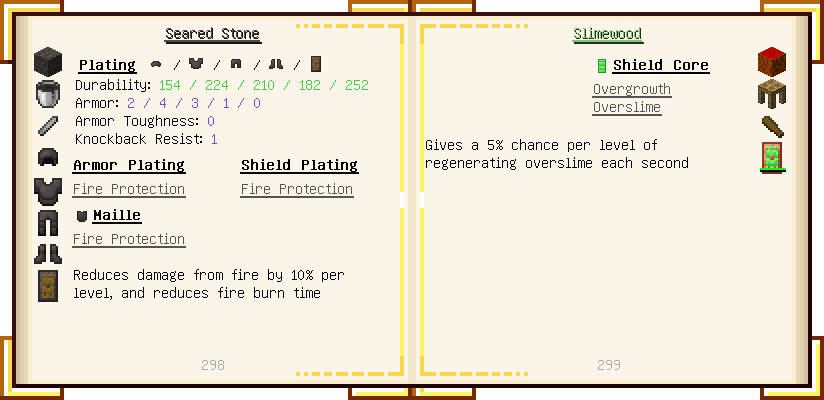 Seared Stone
Plating / / / /
Durability: 154 / 224 / 210 / 182 / 252
Armor: 2 / 4 / 3 / 1 / 0
Armor Toughness: 0
Knockback Resist: 1
Armor Plating
Shield Plating
Fire Protection
Fire Protection
Maille
Fire Protection
Reduces damage from fire by 10% per
level, and reduces fire burn time
298
Slimewood
Shield Core
Overgrowth
Overslime
Gives a 5% chance per level of
regenerating overslime each second
299